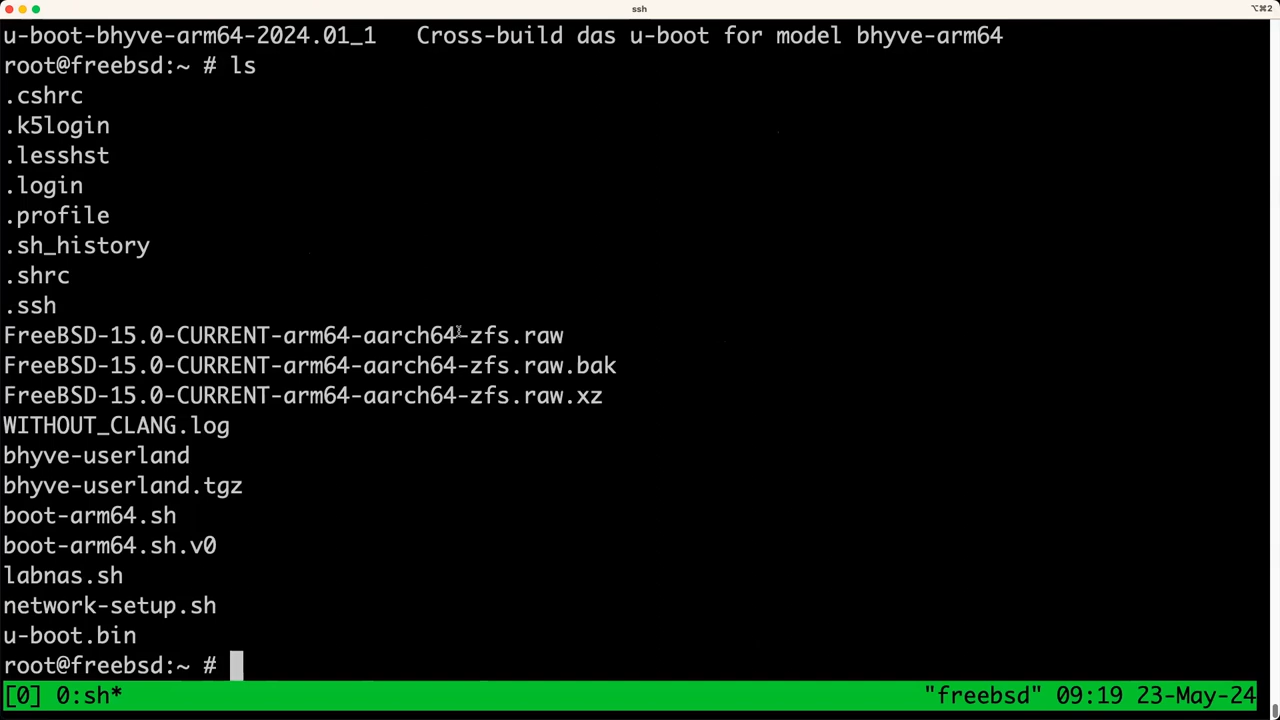 ssh
⌥⌘2
u-boot-bhyve-arm64-2024.01_1   Cross-build das u-boot for model bhyve-arm64
root@freebsd:~ # ls
.cshrc
.k5login
.lesshst
.login
.profile
.sh_history
.shrc
.ssh
FreeBSD-15.0-CURRENT-arm64-aarch64-zfs.raw
FreeBSD-15.0-CURRENT-arm64-aarch64-zfs.raw.bak
FreeBSD-15.0-CURRENT-arm64-aarch64-zfs.raw.xz
WITHOUT_CLANG.log
bhyve-userland
bhyve-userland.tgz
boot-arm64.sh
boot-arm64.sh.v0
labnas.sh
network-setup.sh
u-boot.bin
root@freebsd:~ #
[0] 0:sh* "freebsd" 09:19 23-May-24